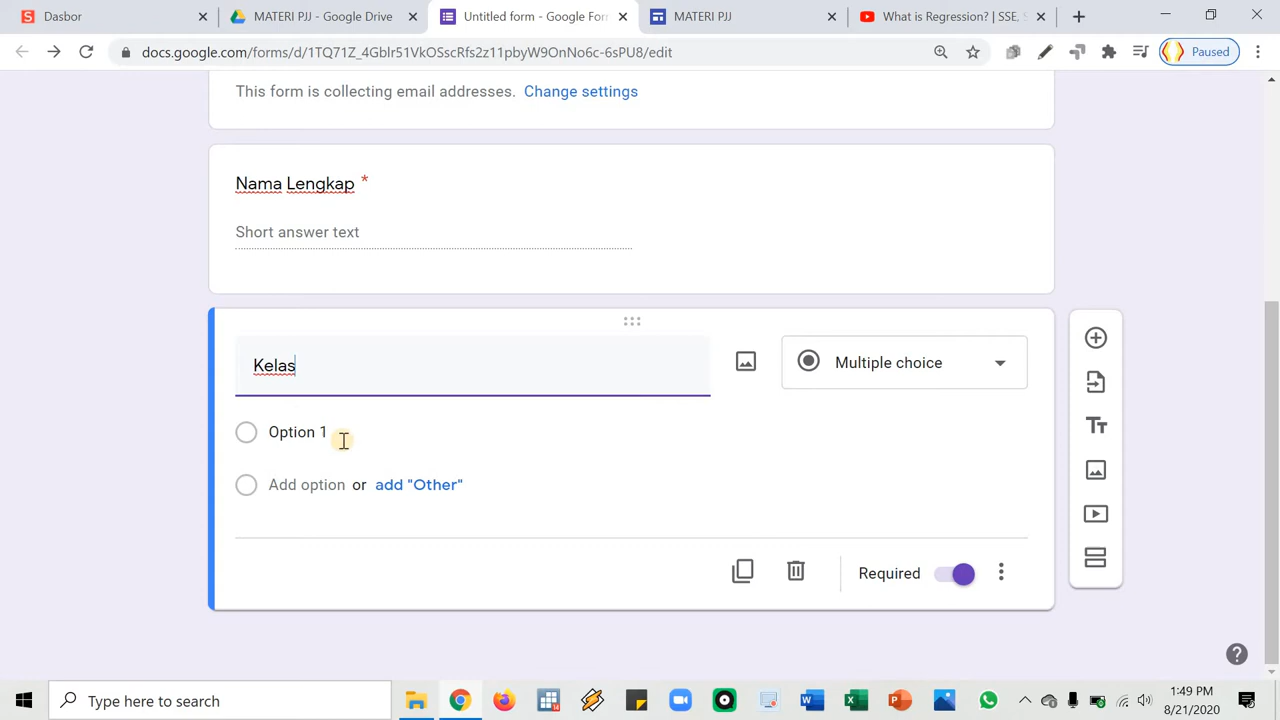 Dasbor
MATERI PJJ - Google Drive
Untitled form - Google For
MATERI PJJ
What is Regression? | SSE,
docs.google.com/forms/d/1TQ71Z_4Gblr51VkOSscRfs2z11pbyW9OnNo6c-6sPU8/edit
Paused
This form is collecting email addresses. Change settings
Nama Lengkap *
Short answer text
Kelas
Multiple choice
Option 1
Add option or add "Other"
Required
Type here to search
1:49 PM
8/21/2020